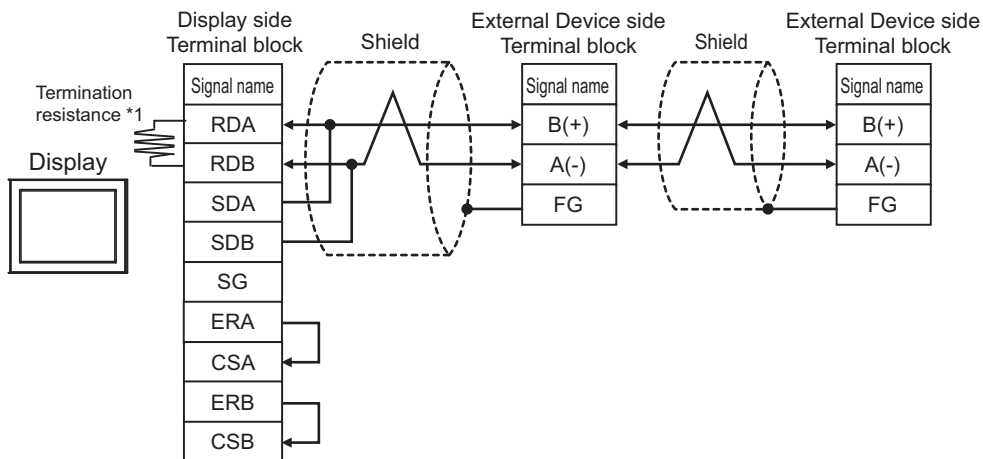 Display side
Terminal block
Shield
External Device side
Terminal block
Shield
External Device side
Terminal block
Termination
resistance *1
Display
Signal name
RDA
RDB
SDA
SDB
SG
ERA
CSA
ERB
CSB
Signal name
B(+)
A(-)
FG
Signal name
B(+)
A(-)
FG